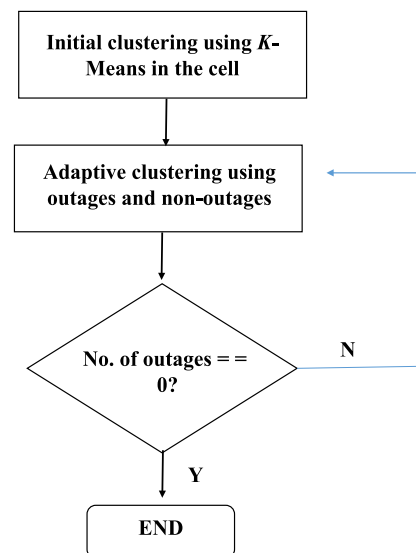 Initial clustering using K-
Means in the cell
Adaptive clustering using
outages and non-outages
No. of outages = =
0?
N
Y
END